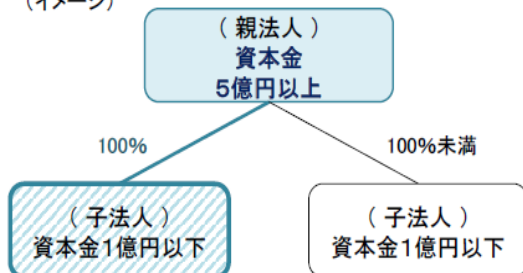 （イメージ）
（ 親法人 ）
資本金
5億円以上
100%
100%未満
（ 子法人 ）
資本金1億円以下
（ 子法人 ）
資本金1億円以下